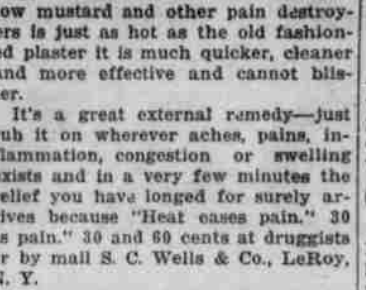 ow mustard and other pain destroy-
ers is just as hot as the old fashion-
ed plaster it is much quicker, cleaner
and more effective and cannot blis-
er.
It's a great external remedy—just
ub it on wherever aches, pains, in-
lammation, congestion or swelling
xists and in a very few minutes the
elief you have longed for surely ar-
ives because "Heat eases pain." 30
s pain." 30 and 60 cents at druggists
r by mail S. C. Wells & Co., LeRoy,
N. Y.